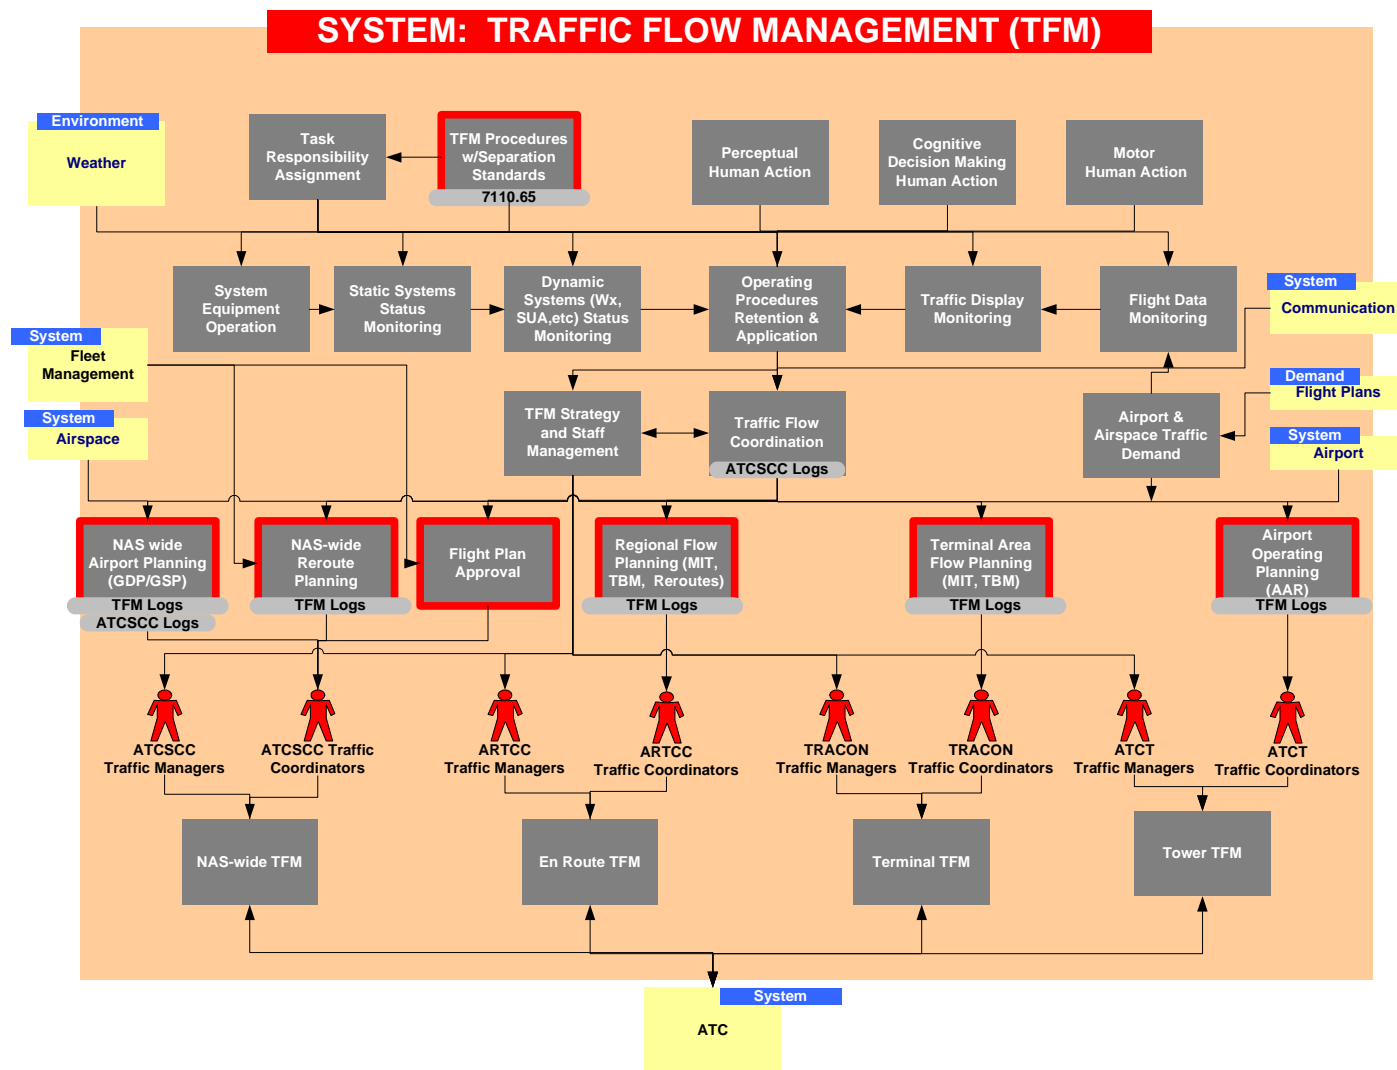 SYSTEM: TRAFFIC FLOW MANAGEMENT (TFM)
Environment
Weather
Task
Responsibility
Assignment
TFM Procedures
w/Separation
Standards
7110.65
Perceptual
Human Action
Cognitive
Decision Making
Human Action
Motor
Human Action
System
Equipment
Operation
Static Systems
Status
Monitoring
Dynamic
Systems (Wx,
SUA,etc) Status
Monitoring
Operating
Procedures
Retention &
Application
Traffic Display
Monitoring
Flight Data
Monitoring
System
Communication
System
Fleet
Management
Demand
Flight Plans
System
Airspace
TFM Strategy
and Staff
Management
Traffic Flow
Coordination
ATCSCC Logs
Airport &
Airspace Traffic
Demand
System
Airport
NAS wide
Airport Planning
(GDP/GSP)
TFM Logs
ATCSCC Logs
NAS-wide
Reroute
Planning
TFM Logs
Flight Plan
Approval
Regional Flow
Planning (MIT,
TBM, Reroutes)
TFM Logs
Terminal Area
Flow Planning
(MIT, TBM)
TFM Logs
Airport
Operating
Planning
(AAR)
TFM Logs
ATCSCC
Traffic Managers
ATCSCC Traffic
Coordinators
ARTCC
Traffic Managers
ARTCC
Traffic Coordinators
TRACON
Traffic Managers
TRACON
Traffic Coordinators
ATCT
Traffic Managers
ATCT
Traffic Coordinators
NAS-wide TFM
En Route TFM
Terminal TFM
Tower TFM
System
ATC